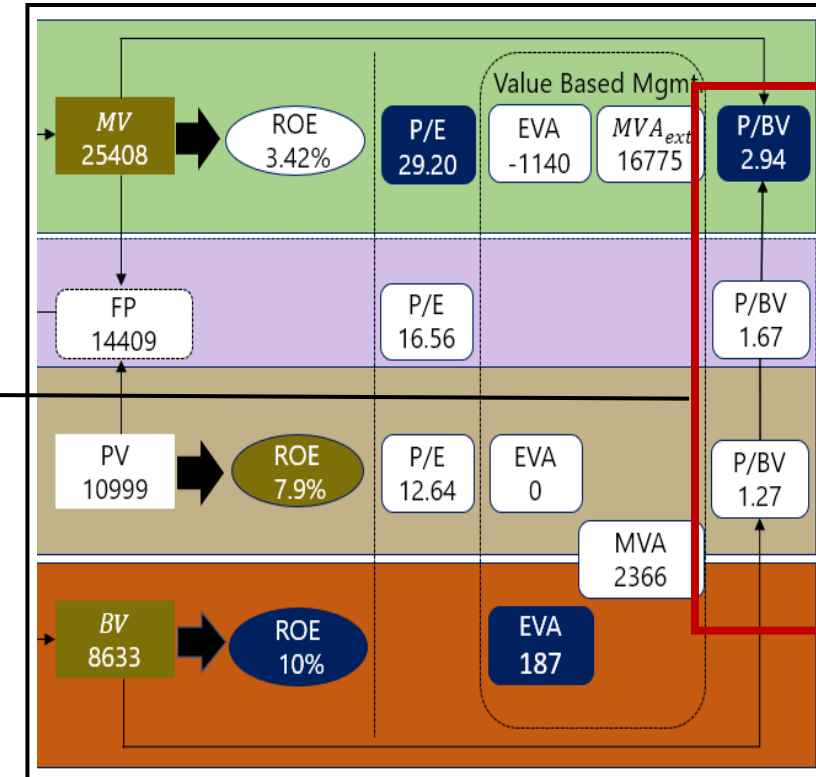 Value Based Mgmt
MV
25408
ROE
3.42%
P/E
29.20
EVA
-1140
MVAext
16775
P/BV
2.94
FP
14409
P/E
16.56
P/BV
1.67
PV
10999
ROE
7.9%
P/E
12.64
EVA
0
P/BV
1.27
MVA
2366
BV
8633
ROE
10%
EVA
187